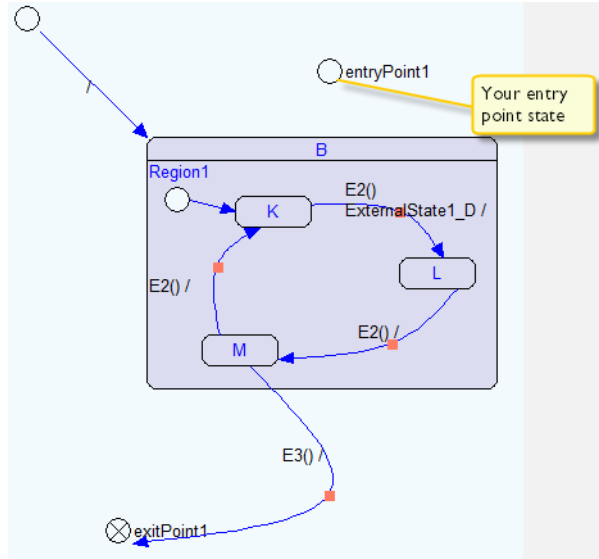 entryPoint1
Your entry
point state
/
B
Region1
E2()
K
ExternalState1_D /
L
E2() /
E2() /
M
E3() /
exitPoint1